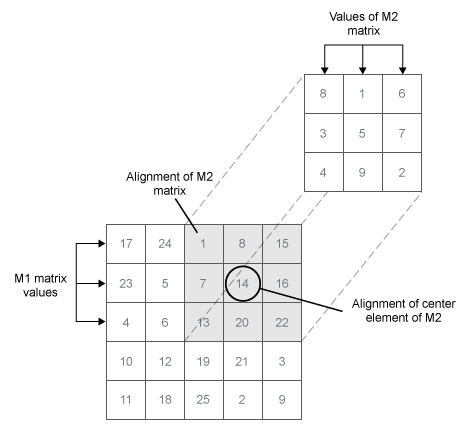 Values of M2
matrix
8 1 6
3 5 7
4 9 2
Alignment of M2
matrix
M1 matrix
values
17 24 1 8 15
23 5 7 14 16
4 6 13 20 22
10 12 19 21 3
11 18 25 2 9
Alignment of center
element of M2